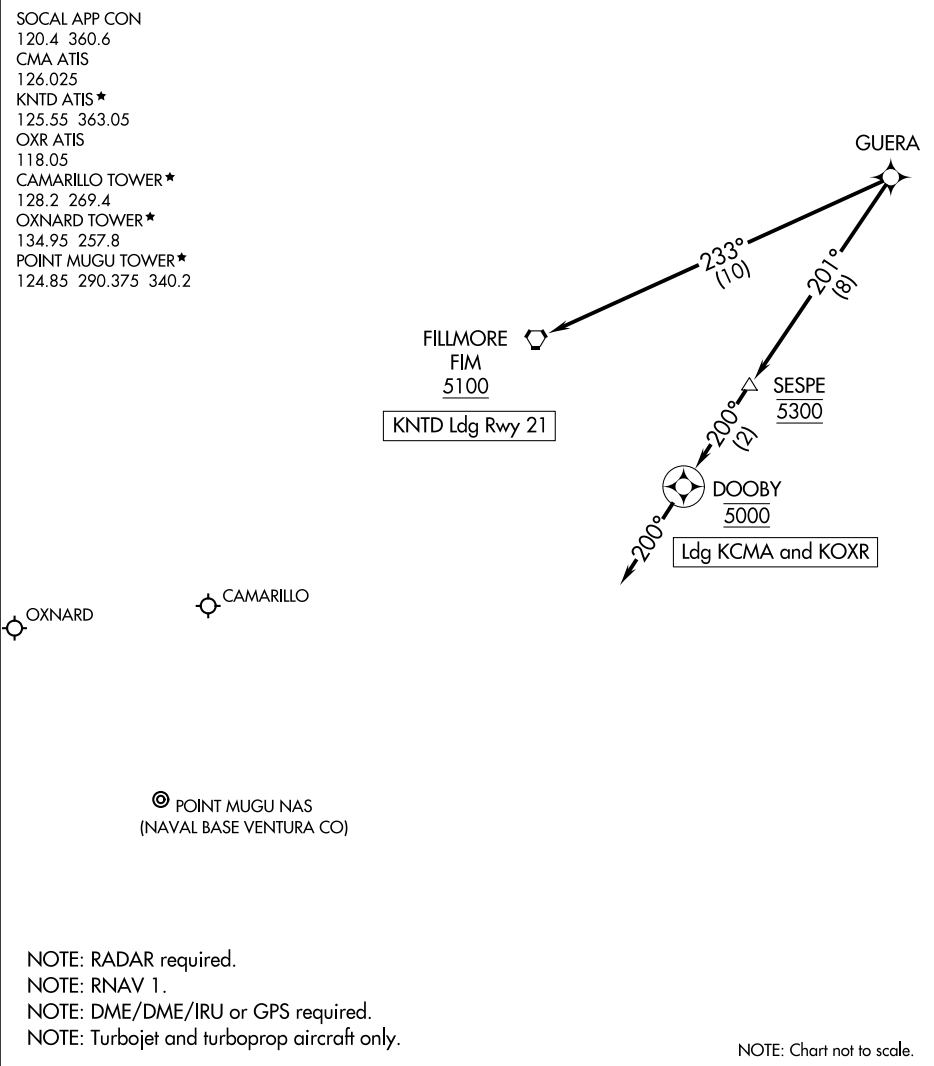 SOCAL APP CON
120.4 360.6
CMA ATIS
126.025
KNTD ATIS★
125.55 363.05
OXR ATIS
118.05
CAMARILLO TOWER★
128.2 269.4
OXNARD TOWER★
134.95 257.8
POINT MUGU TOWER★
124.85 290.375 340.2
GUERA
233°
(10)
201°
(8)
FILLMORE
FIM
5100
KNTD Ldg Rwy 21
SESPE
5300
200°
(2)
DOOBY
5000
200°
Ldg KCMA and KOXR
CAMARILLO
OXNARD
POINT MUGU NAS
(NAVAL BASE VENTURA CO)
NOTE: RADAR required.
NOTE: RNAV 1.
NOTE: DME/DME/IRU or GPS required.
NOTE: Turbojet and turboprop aircraft only.
NOTE: Chart not to scale.